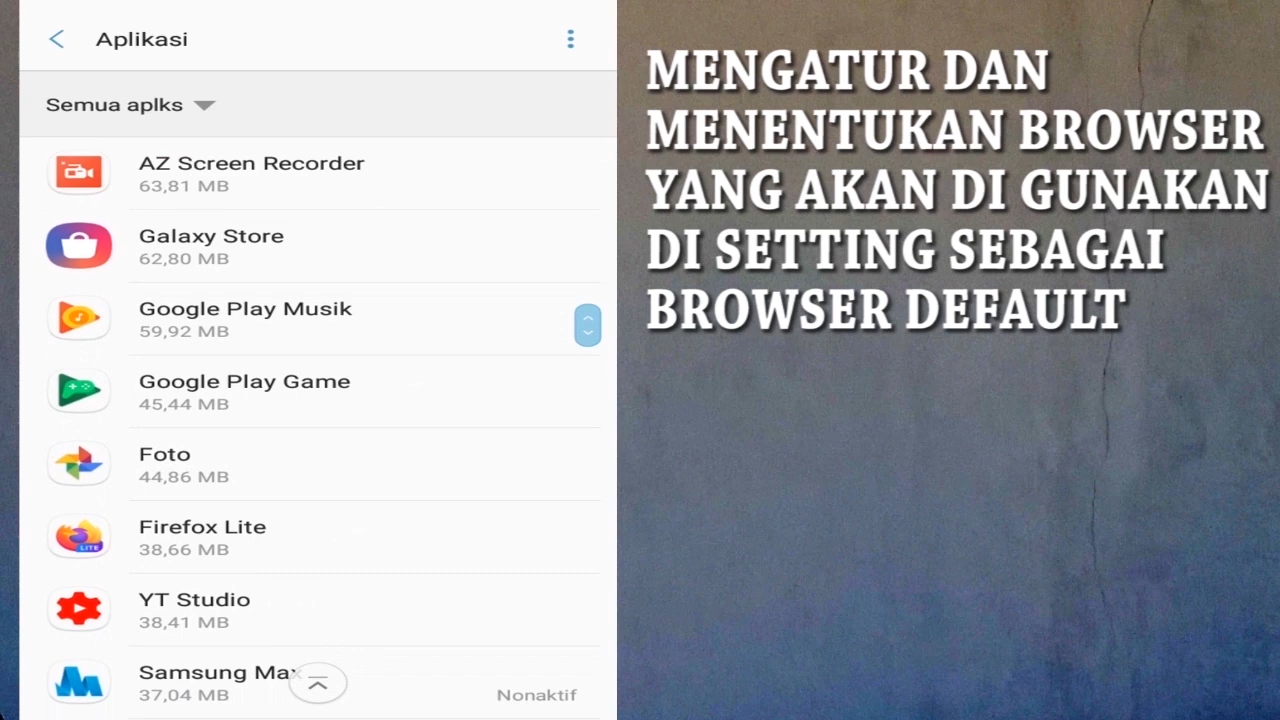 Aplikasi
Semua aplks
AZ Screen Recorder
63,81 MB
Galaxy Store
62,80 MB
Google Play Musik
59,92 MB
Google Play Game
45,44 MB
Foto
44,86 MB
Firefox Lite
38,66 MB
LITE
YT Studio
38,41 MB
Samsung Max
37,04 MB
Nonaktif
MENGATUR DAN
MENENTUKAN BROWSER
YANG AKAN DI GUNAKAN
DI SETTING SEBAGAI
BROWSER DEFAULT